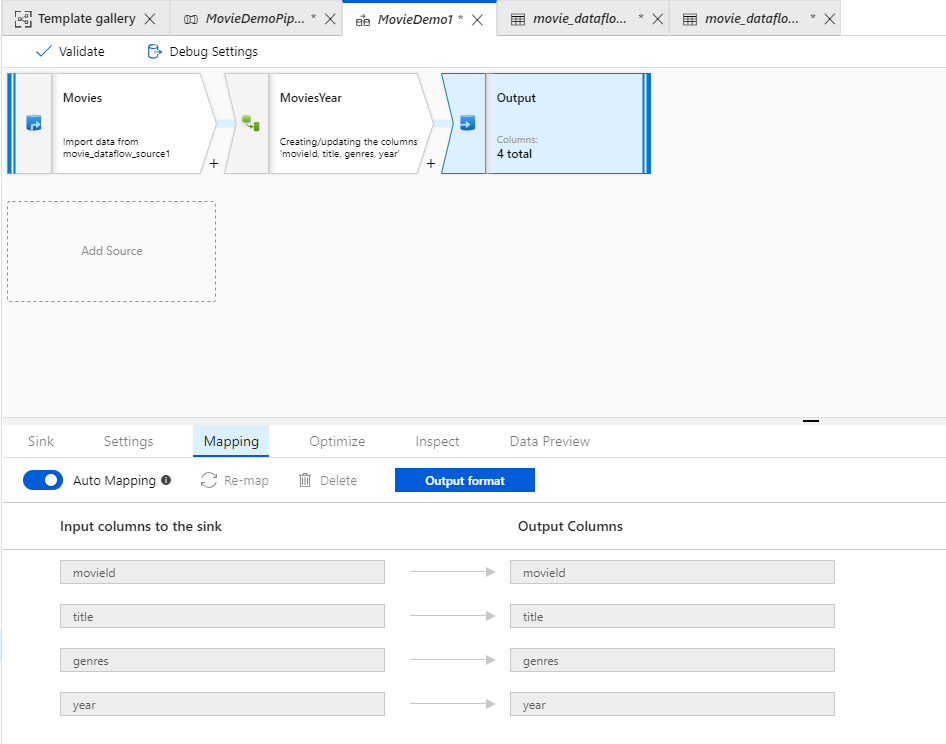 Template gallery
MovieDemoPip... *
MovieDemo1 *
movie_dataflo... *
movie_dataflo... *
Validate
Debug Settings
Movies
Import data from
movie_dataflow_source1
+
MoviesYear
Creating/updating the columns
'movieId, title, genres, year'
+
Output
Columns:
4 total
Add Source
Sink
Settings
Mapping
Optimize
Inspect
Data Preview
Auto Mapping
Re-map
Delete
Output format
Input columns to the sink
Output Columns
movieId
movieId
title
title
genres
genres
year
year